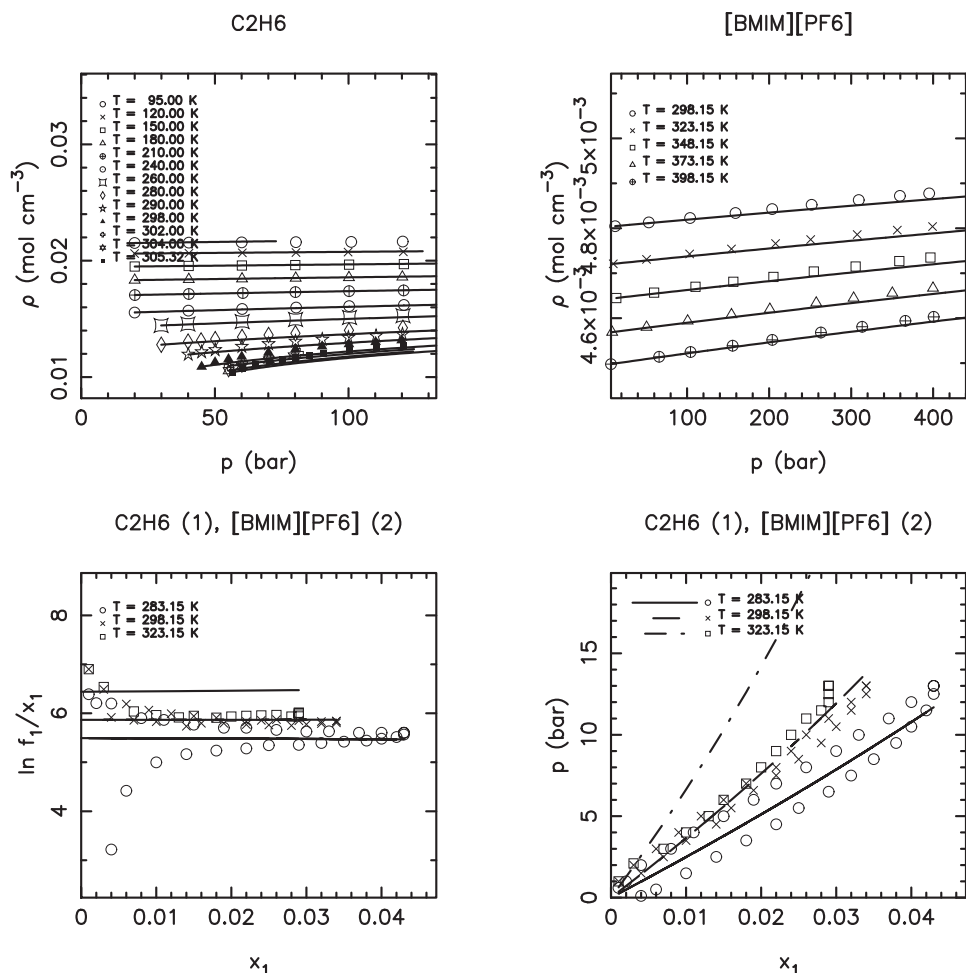 C2H6
ρ (mol cm−3)
0.01
0.02
0.03
T = 95.00 K
T = 120.00 K
T = 150.00 K
T = 180.00 K
T = 210.00 K
T = 240.00 K
T = 260.00 K
T = 280.00 K
T = 290.00 K
T = 298.00 K
T = 302.00 K
T = 304.00 K
T = 305.32 K
0 50 100
p (bar)
[BMIM][PF6]
ρ (mol cm−3)
4.6×10−3
4.8×10−3
5×10−3
T = 298.15 K
T = 323.15 K
T = 348.15 K
T = 373.15 K
T = 398.15 K
100 200 300 400
p (bar)
C2H6 (1), [BMIM][PF6] (2)
ln f1/x1
8
6
4
T = 283.15 K
T = 298.15 K
T = 323.15 K
0 0.01 0.02 0.03 0.04
x1
C2H6 (1), [BMIM][PF6] (2)
p (bar)
15
10
5
0
T = 283.15 K
T = 298.15 K
T = 323.15 K
0 0.01 0.02 0.03 0.04
x1